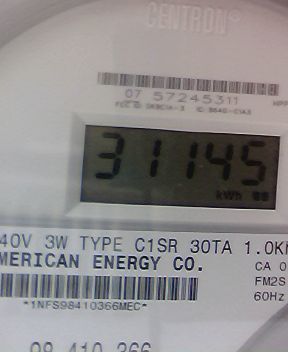 CENTRON®
07 57245311
31145
kWh
40V 3W TYPE C1SR 30TA 1.0K
MERICAN ENERGY CO.
CA 0
FM2S
60Hz
*1NFS98410366MEC*
98 410 366